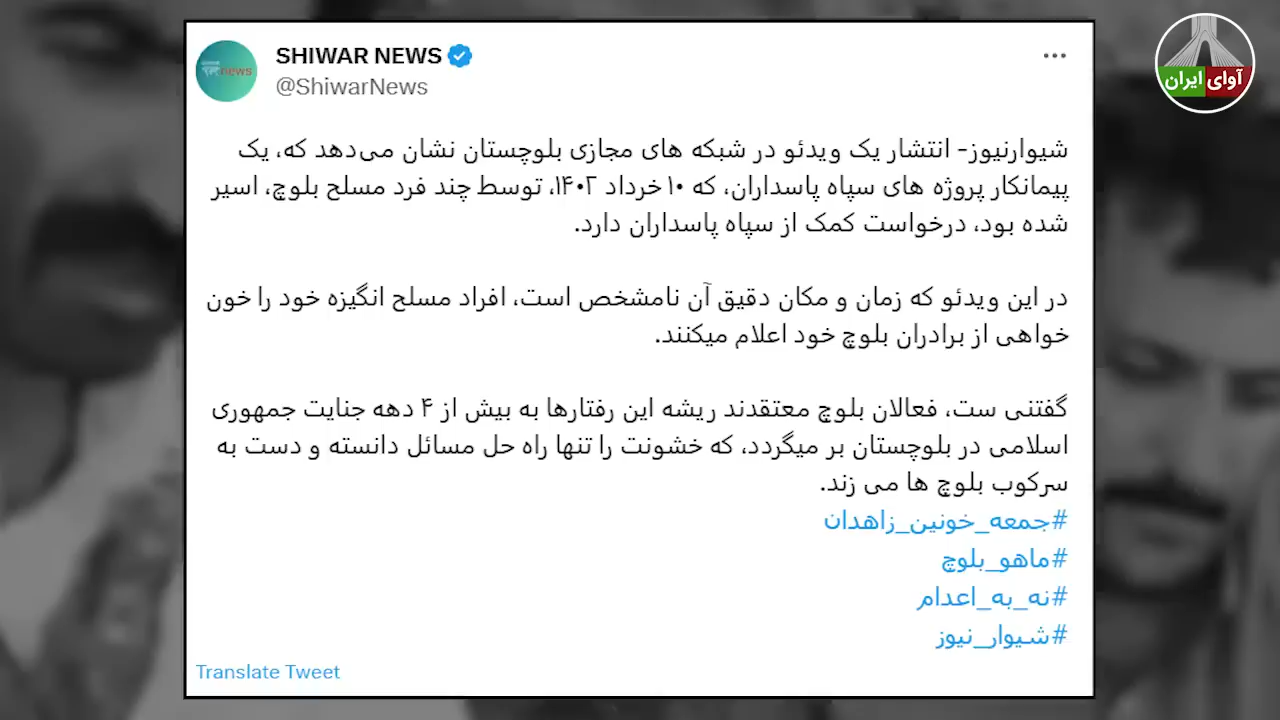 SHIWAR NEWS
@ShiwarNews
آوای ایران
news
شیوارنیوز- انتشار یک ویدئو در شبکه های مجازی بلوچستان نشان می‌دهد که، یک
پیمانکار پروژه های سپاه پاسداران، که ۱۰ خرداد ۱۴۰۲، توسط چند فرد مسلح بلوچ، اسیر
شده بود، درخواست کمک از سپاه پاسداران دارد.
در این ویدئو که زمان و مکان دقیق آن نامشخص است، افراد مسلح انگیزه خود را خون
خواهی از برادران بلوچ خود اعلام میکنند.
گفتنی ست، فعالان بلوچ معتقدند ریشه این رفتارها به بیش از ۴ دهه جنایت جمهوری
اسلامی در بلوچستان بر میگردد، که خشونت را تنها راه حل مسائل دانسته و دست به
سرکوب بلوچ ها می زند.
#جمعه_خونین_زاهدان
#ماهو_بلوچ
#نه_به_اعدام
#شیوار_نیوز
Translate Tweet